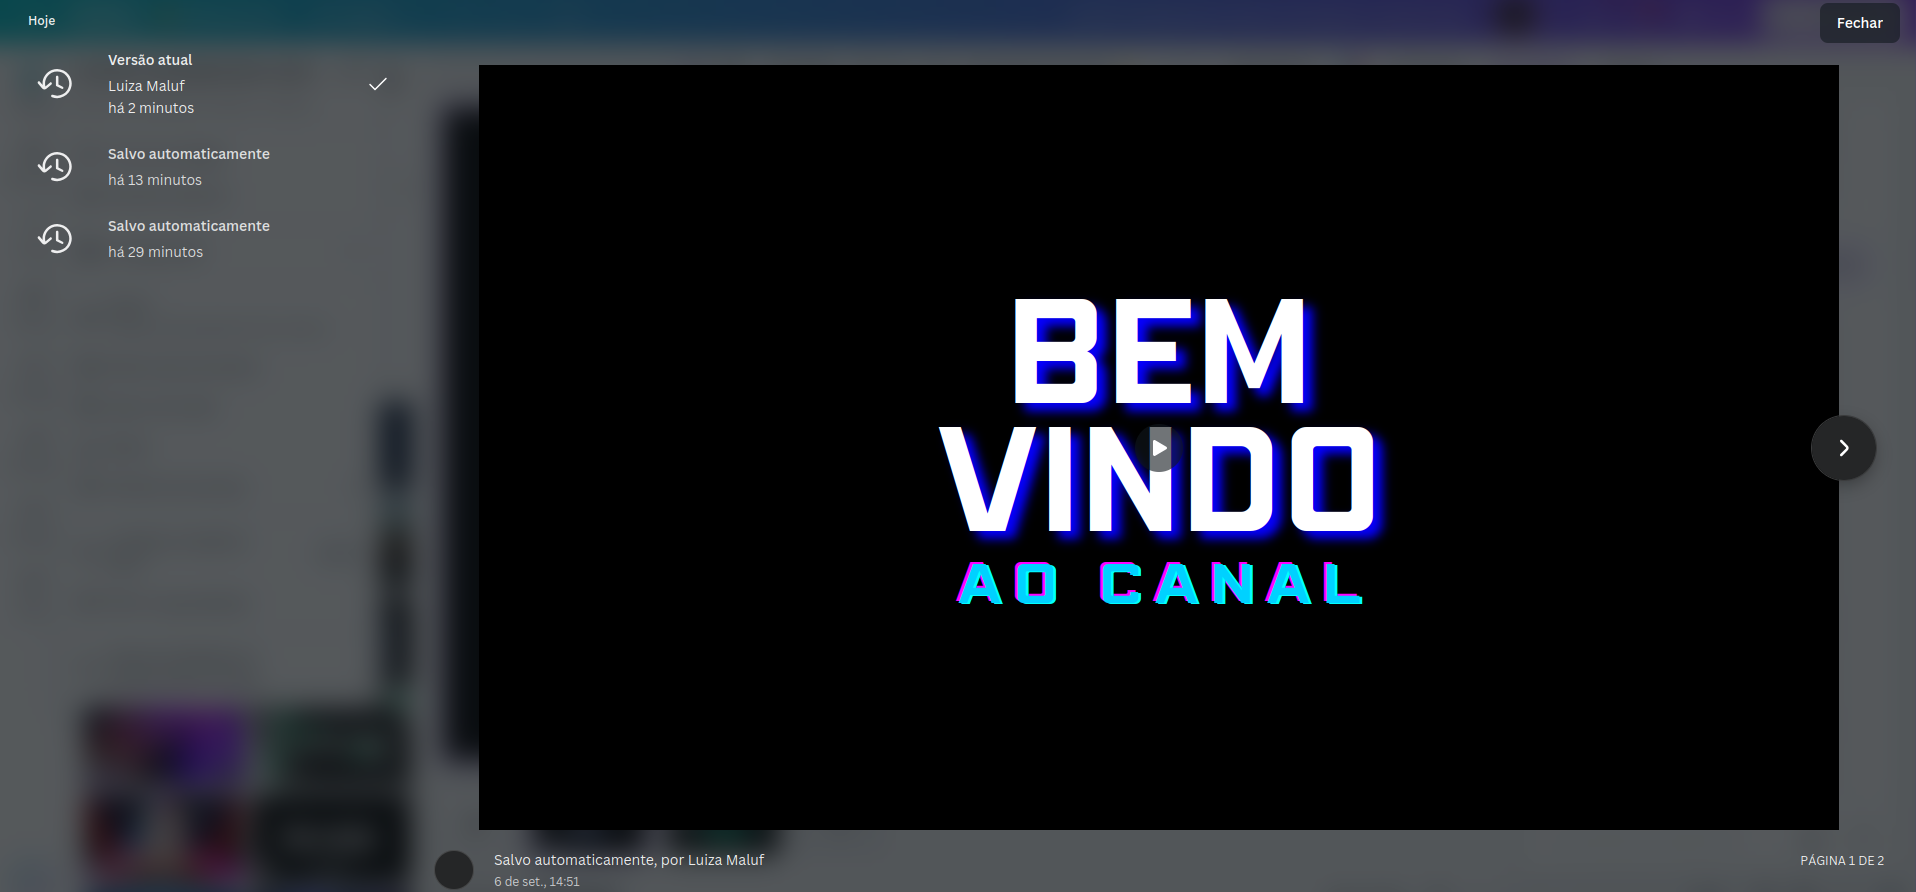 Hoje
Fechar
Versão atual
Luiza Maluf
há 2 minutos
Salvo automaticamente
há 13 minutos
Salvo automaticamente
há 29 minutos
BEM
VINDO
AO CANAL
Salvo automaticamente, por Luiza Maluf
6 de set., 14:51
PÁGINA 1 DE 2